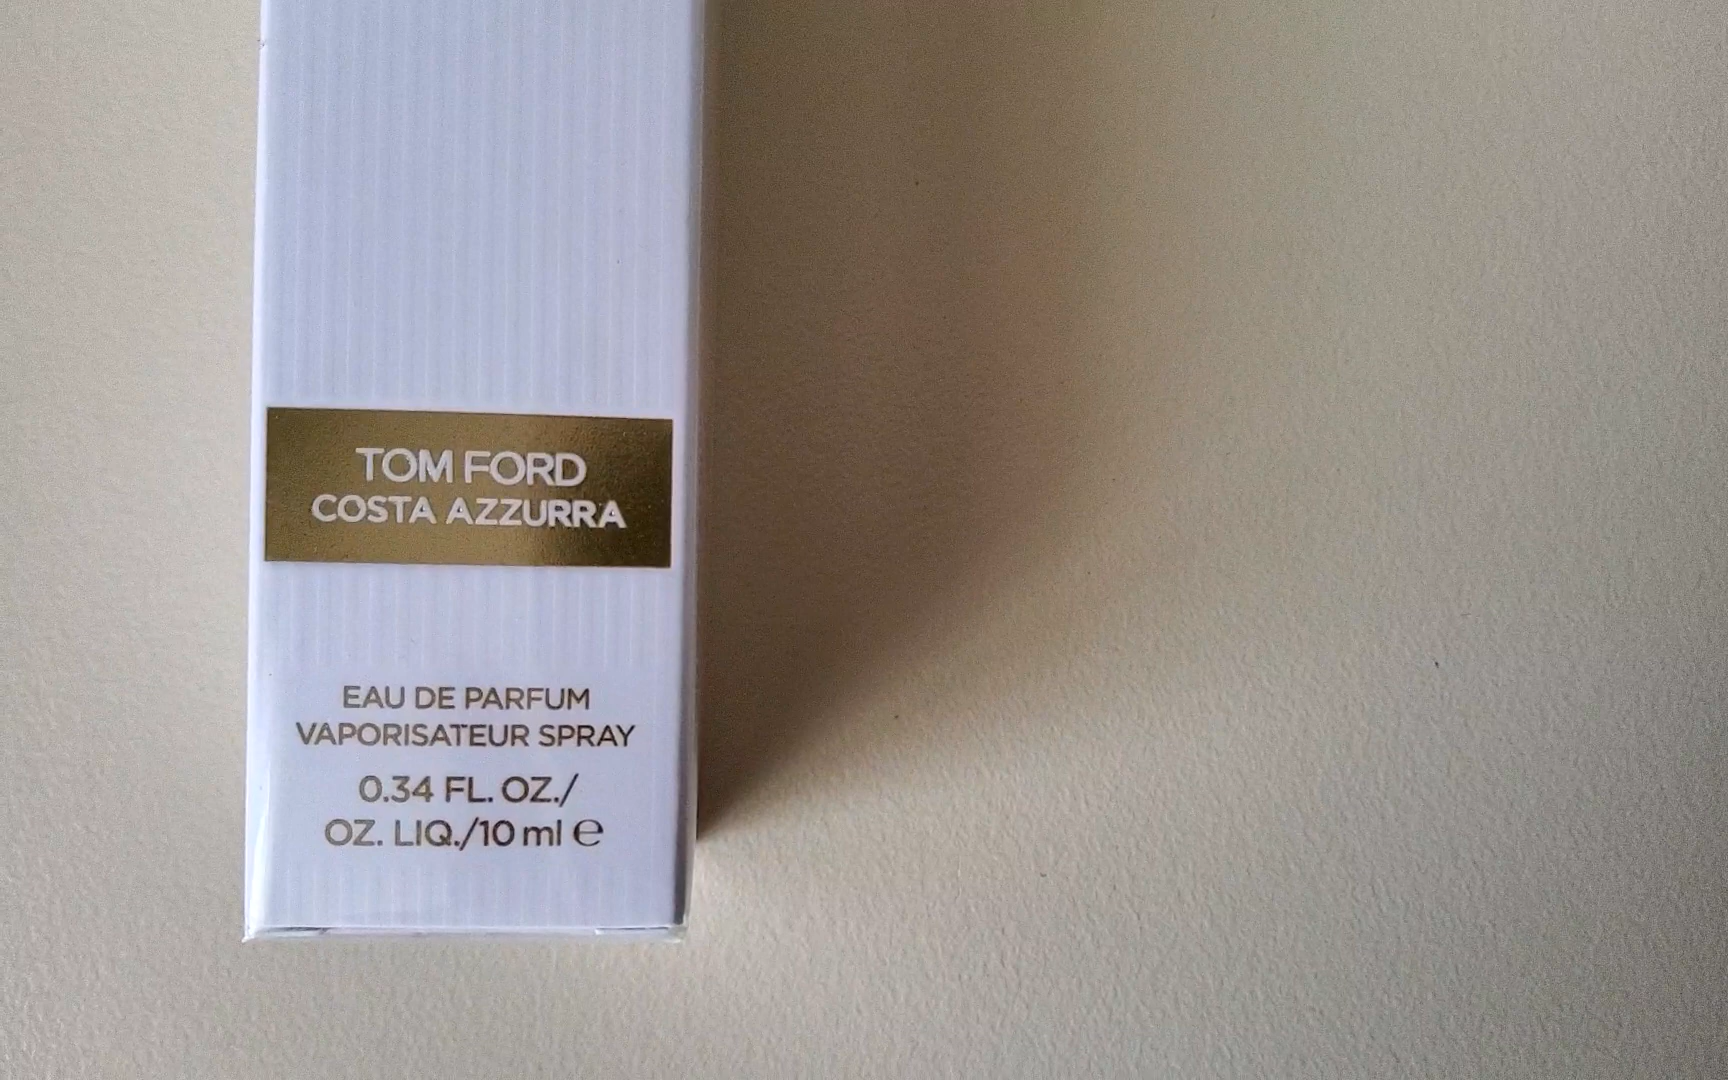 TOM FORD
COSTA AZZURRA
EAU DE PARFUM
VAPORISATEUR SPRAY
0.34 FL. OZ./
OZ. LIQ./10 ml ℮